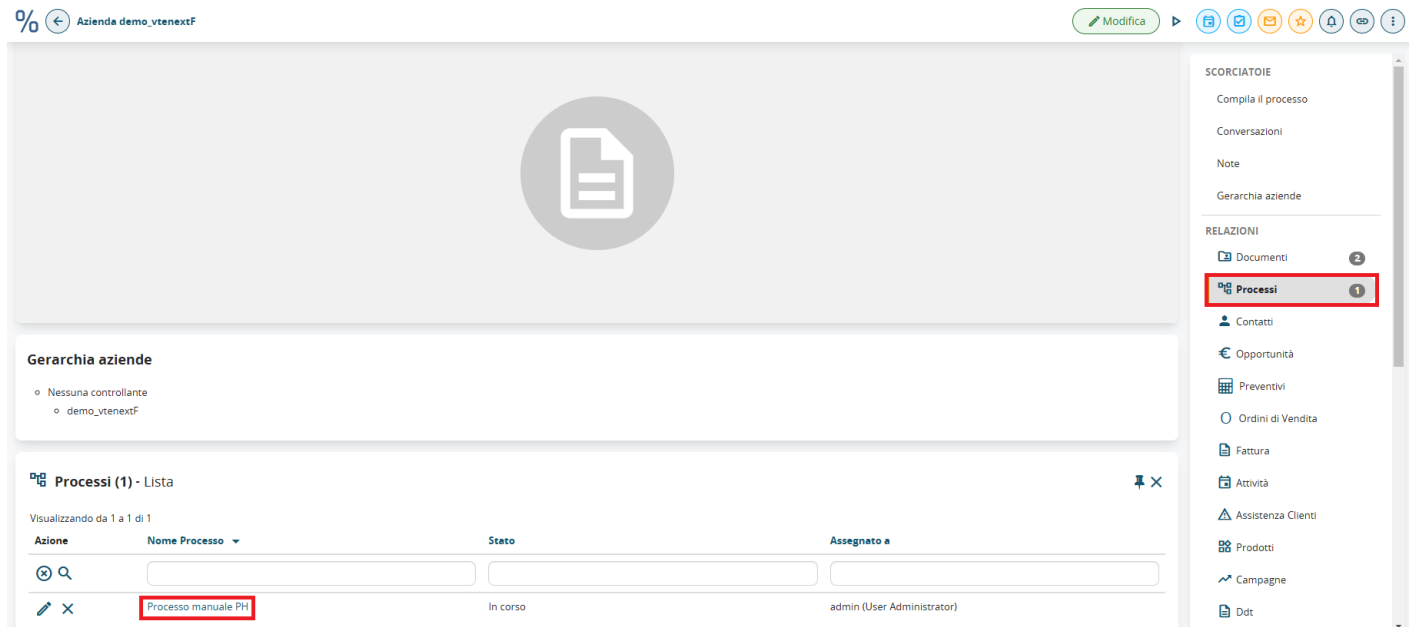 Azienda demo_vtenextF
Modifica
SCORCIATOIE
Compila il processo
Conversazioni
Note
Gerarchia aziende
RELAZIONI
Documenti 2
Processi 1
Contatti
Opportunità
Preventivi
Ordini di Vendita
Fattura
Attività
Assistenza Clienti
Prodotti
Campagne
Ddt
Gerarchia aziende
Nessuna controllante
demo_vtenextF
Processi (1) - Lista
Visualizzando da 1 a 1 di 1
Azione Nome Processo Stato Assegnato a
Processo manuale PH In corso admin (User Administrator)